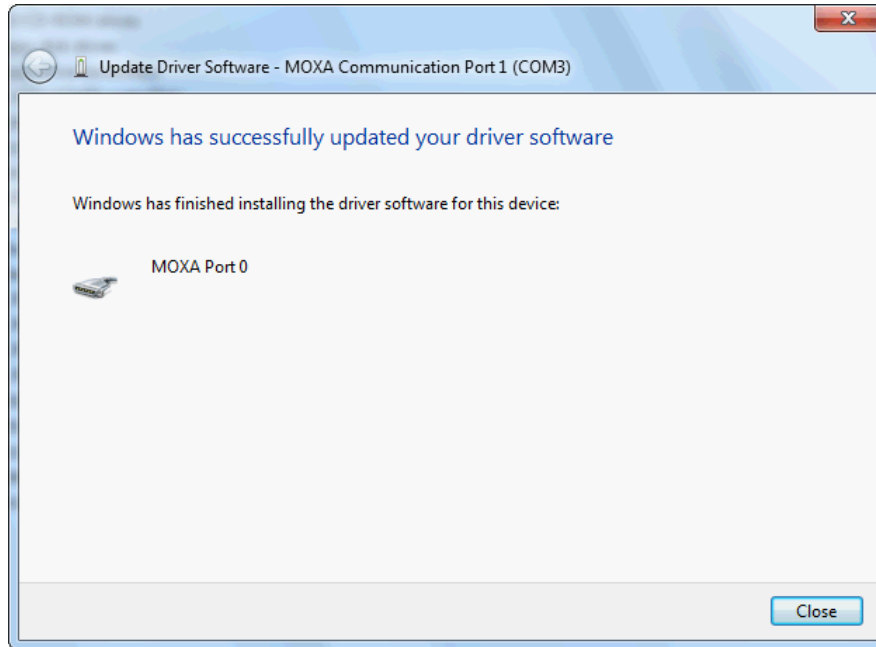 Update Driver Software - MOXA Communication Port 1 (COM3)
Windows has successfully updated your driver software
Windows has finished installing the driver software for this device:
MOXA Port 0
Close